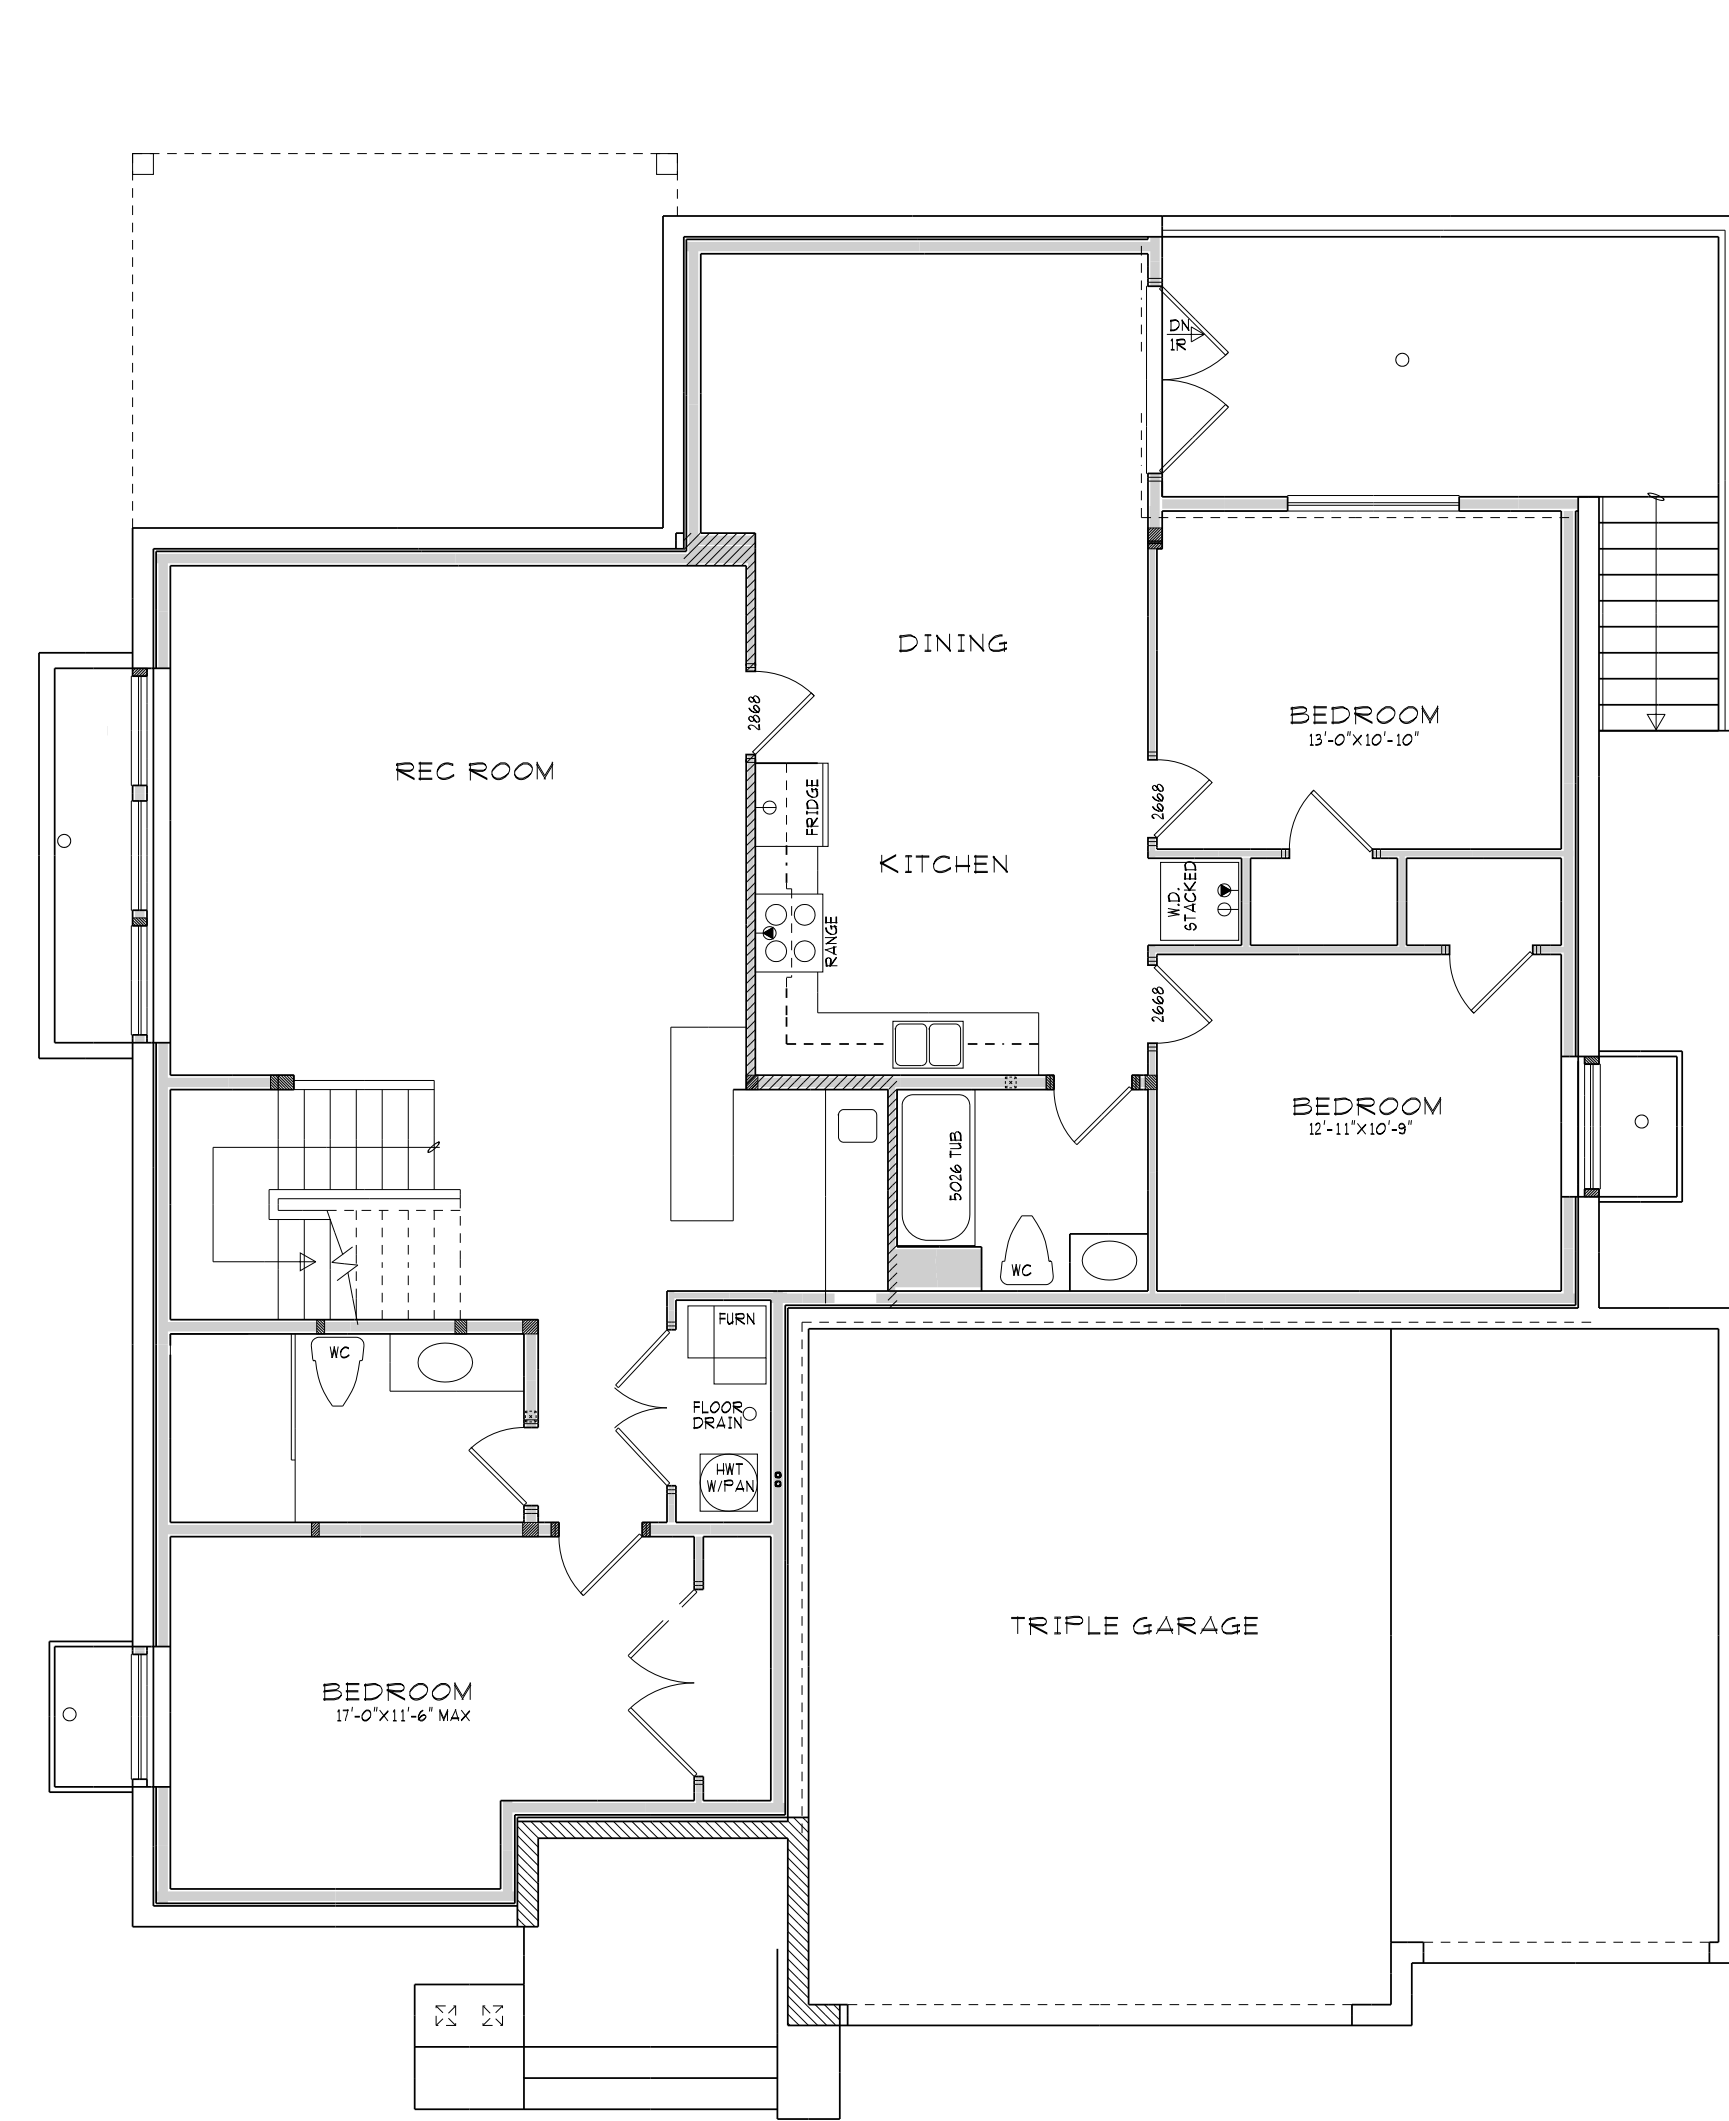 DN
1R
DINING
2868
BEDROOM
13'-0"X10'-10"
REC ROOM
FRIDGE
2668
KITCHEN
W.D.
STACKED
RANGE
2668
BEDROOM
12'-11"X10'-9"
5026 TUB
WC
FURN
WC
FLOOR
DRAIN
HWT
W/PAN
TRIPLE GARAGE
BEDROOM
17'-0"X11'-6" MAX